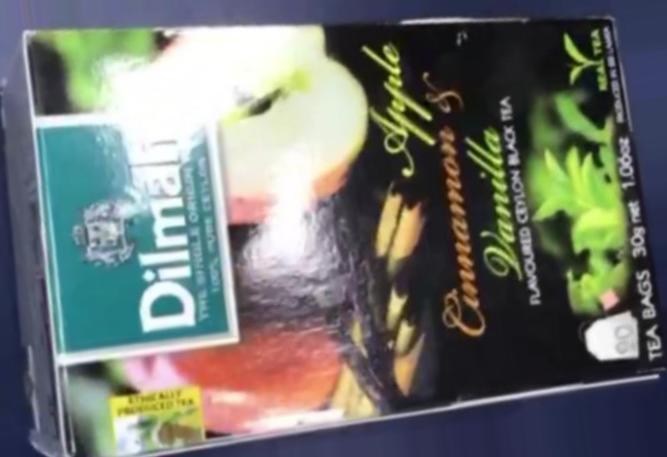 Dilmah
THE SINGLE ORIGIN
100% PURE CEYLON
Apple
Cinnamon &
Vanilla
FLAVOURED CEYLON BLACK TEA
REAL TEA
20
TEA BAGS 30g net 1.06oz
ETHICALLY
PRODUCED TEA